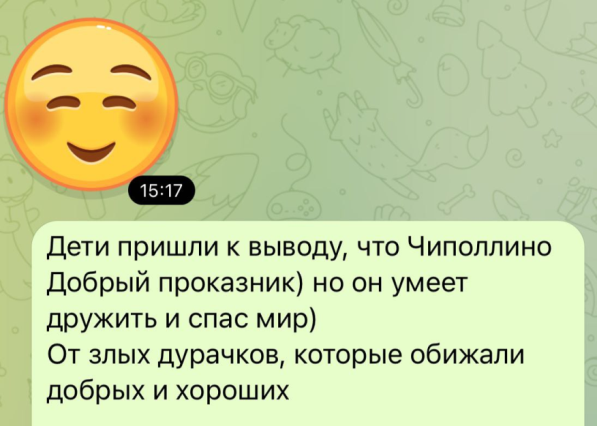 15:17
Дети пришли к выводу, что Чиполлино
Добрый проказник) но он умеет
дружить и спас мир)
От злых дурачков, которые обижали
добрых и хороших